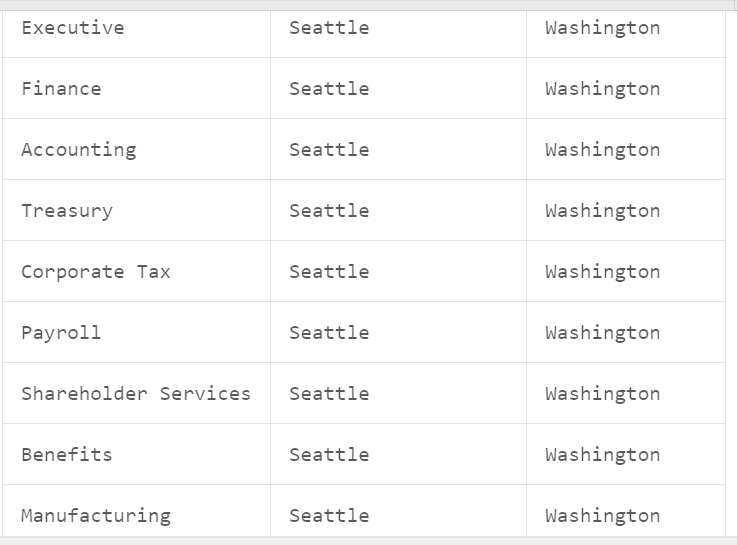 Executive Seattle Washington
Finance Seattle Washington
Accounting Seattle Washington
Treasury Seattle Washington
Corporate Tax Seattle Washington
Payroll Seattle Washington
Shareholder Services Seattle Washington
Benefits Seattle Washington
Manufacturing Seattle Washington